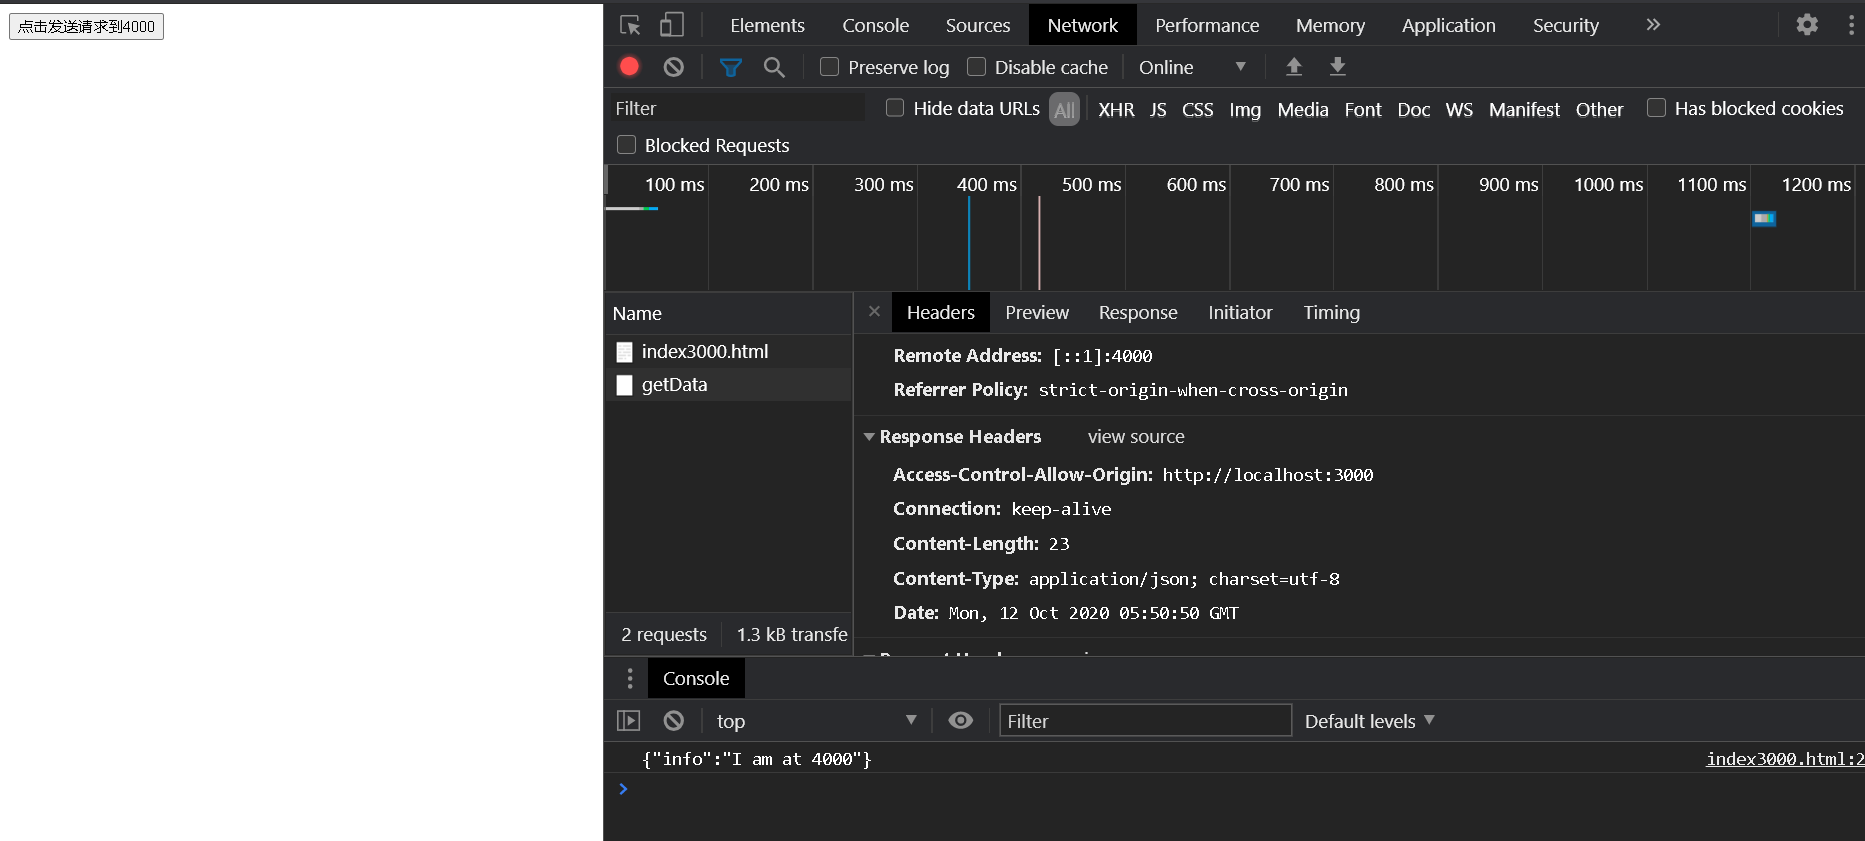 点击发送请求到4000
Elements Console Sources Network Performance Memory Application Security
Preserve log Disable cache Online
Filter Hide data URLs All XHR JS CSS Img Media Font Doc WS Manifest Other Has blocked cookies
Blocked Requests
100 ms 200 ms 300 ms 400 ms 500 ms 600 ms 700 ms 800 ms 900 ms 1000 ms 1100 ms 1200 ms
Name
index3000.html
getData
2 requests 1.3 kB transfe
Headers Preview Response Initiator Timing
Remote Address: [::1]:4000
Referrer Policy: strict-origin-when-cross-origin
Response Headers view source
Access-Control-Allow-Origin: http://localhost:3000
Connection: keep-alive
Content-Length: 23
Content-Type: application/json; charset=utf-8
Date: Mon, 12 Oct 2020 05:50:50 GMT
Console
top Filter Default levels
{"info":"I am at 4000"} index3000.html:2